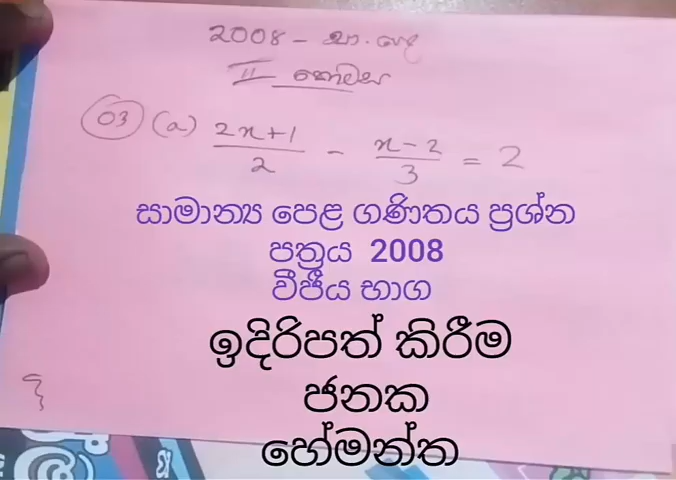 2008 - සා. පෙළ
II කොටස
03 (a) 2x+1/2 - x-2/3 = 2
සාමාන්‍ය පෙළ ගණිතය ප්‍රශ්න
පත්‍රය 2008
වීජීය භාග
ඉදිරිපත් කිරීම
ජනක
හේමන්ත